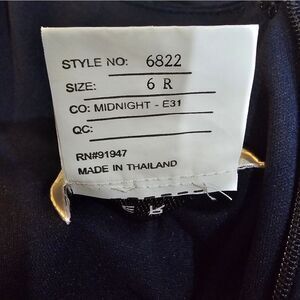 STYLE NO: 6822
SIZE: 6 R
CO: MIDNIGHT - E31
QC:
RN#91947
MADE IN THAILAND